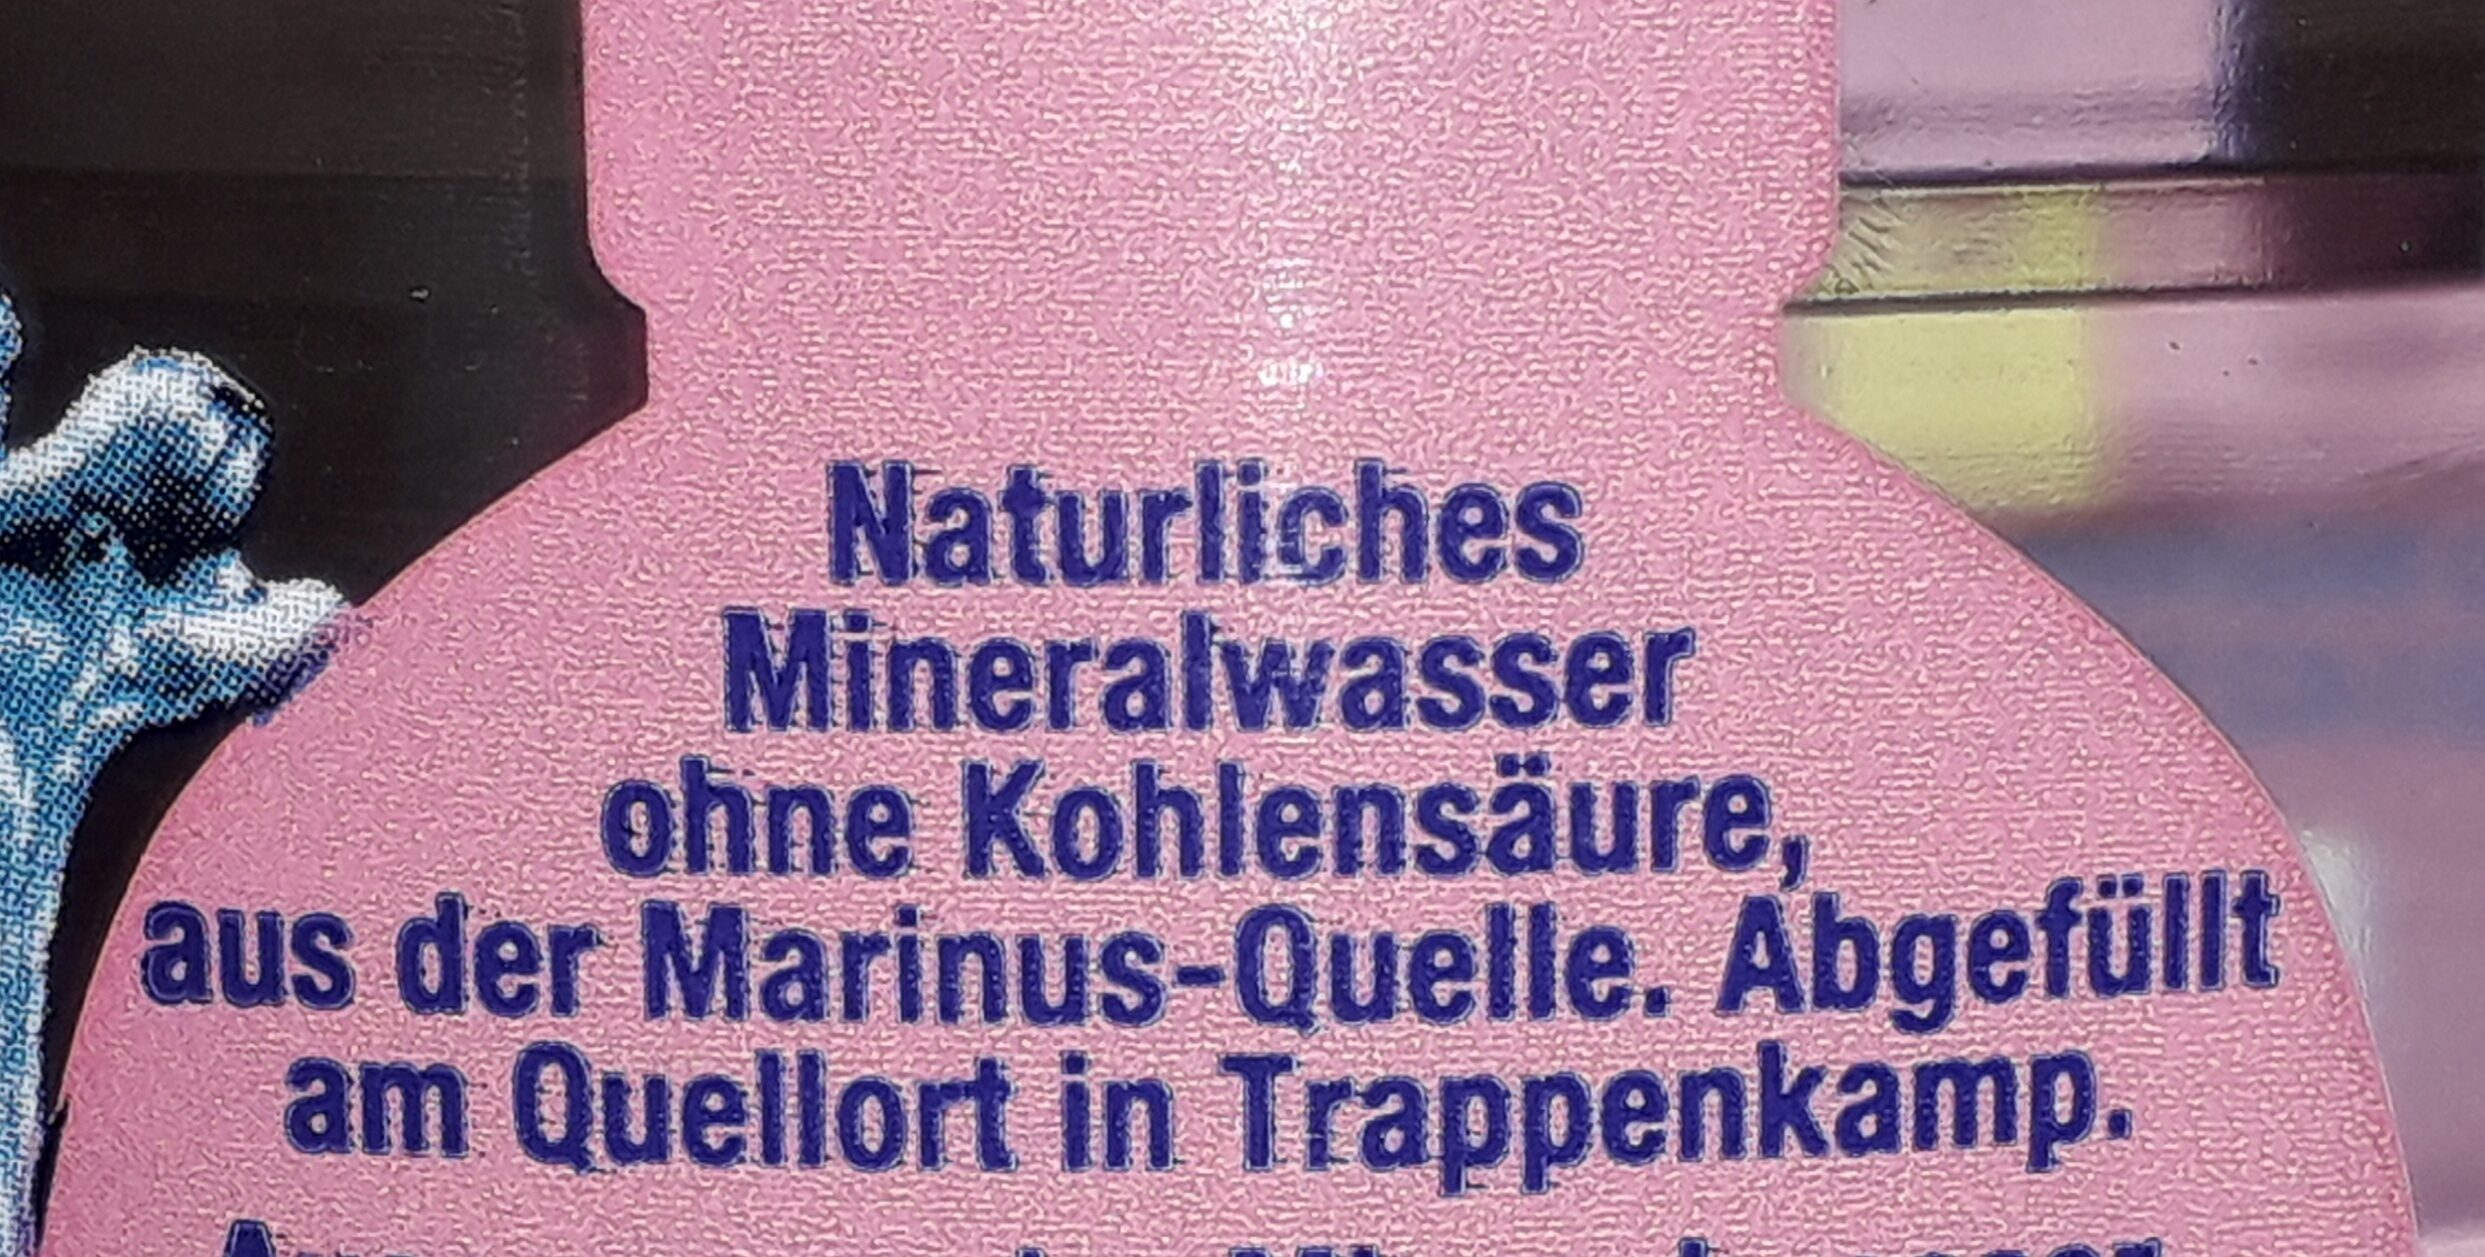 Naturliches
Mineralwasser
ohne Kohlensäure,
aus der Marinus-Quelle. Abgefüllt
am Quellort in Trappenkamp.